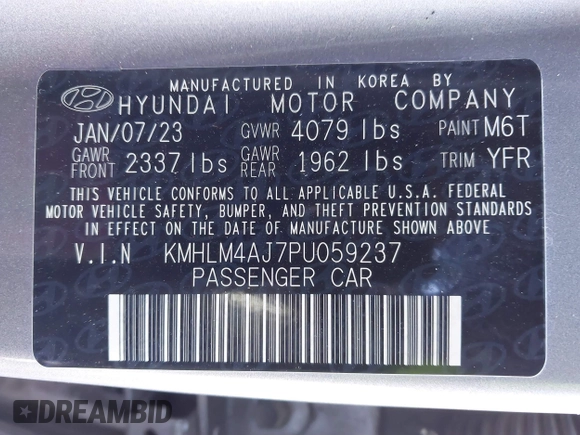 MANUFACTURED IN KOREA BY
HYUNDAI MOTOR COMPANY
JAN/07/23 GVWR 4079 lbs PAINT M6T
GAWR FRONT 2337 lbs GAWR REAR 1962 lbs TRIM YFR
THIS VEHICLE CONFORMS TO ALL APPLICABLE U.S.A. FEDERAL
MOTOR VEHICLE SAFETY, BUMPER, AND THEFT PREVENTION STANDARDS
IN EFFECT ON THE DATE OF MANUFACTURE SHOWN ABOVE
V.I.N KMHLM4AJ7PU059237
PASSENGER CAR
DREAMBID